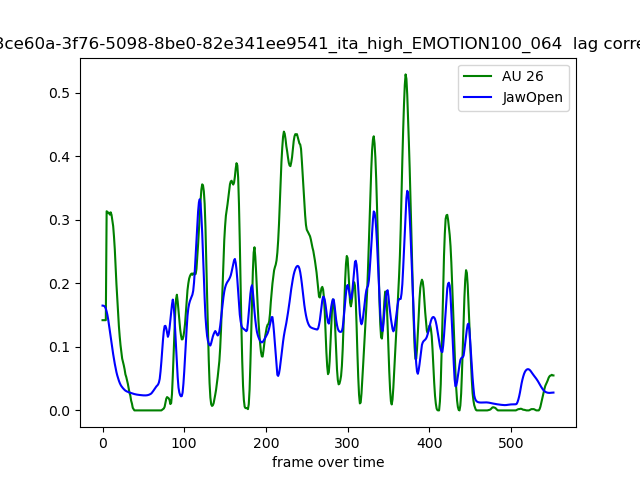 3ce60a-3f76-5098-8be0-82e341ee9541_ita_high_EMOTION100_064 lag corre
AU 26
JawOpen
0.5
0.4
0.3
0.2
0.1
0.0
0 100 200 300 400 500
frame over time